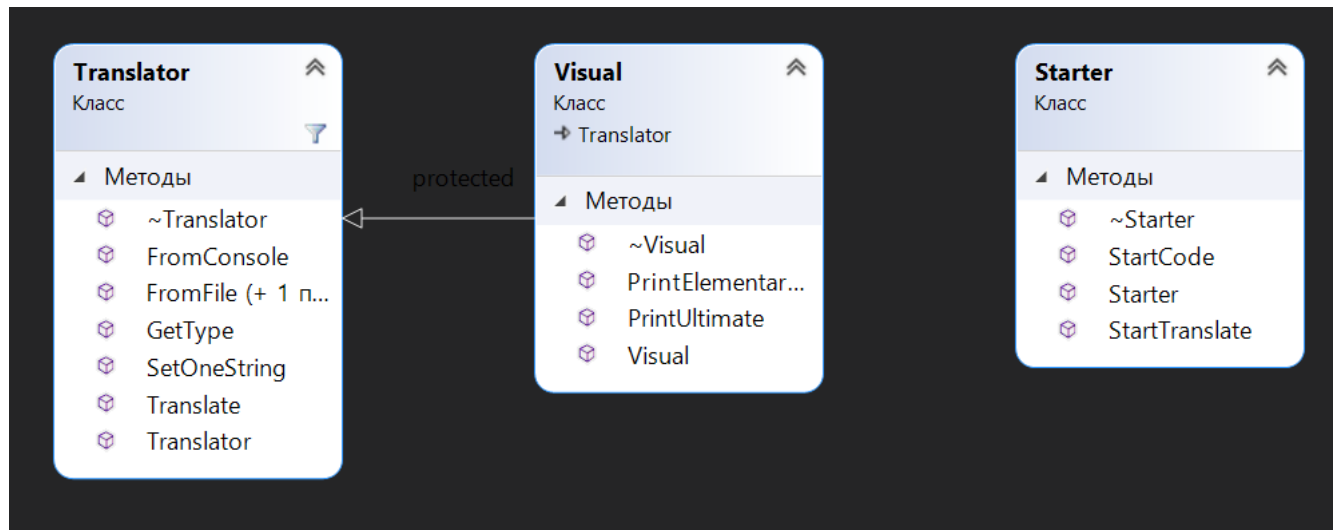 Translator
Класс
Методы
~Translator
FromConsole
FromFile (+ 1 п...
GetType
SetOneString
Translate
Translator
protected
Visual
Класс
Translator
Методы
~Visual
PrintElementar...
PrintUltimate
Visual
Starter
Класс
Методы
~Starter
StartCode
Starter
StartTranslate